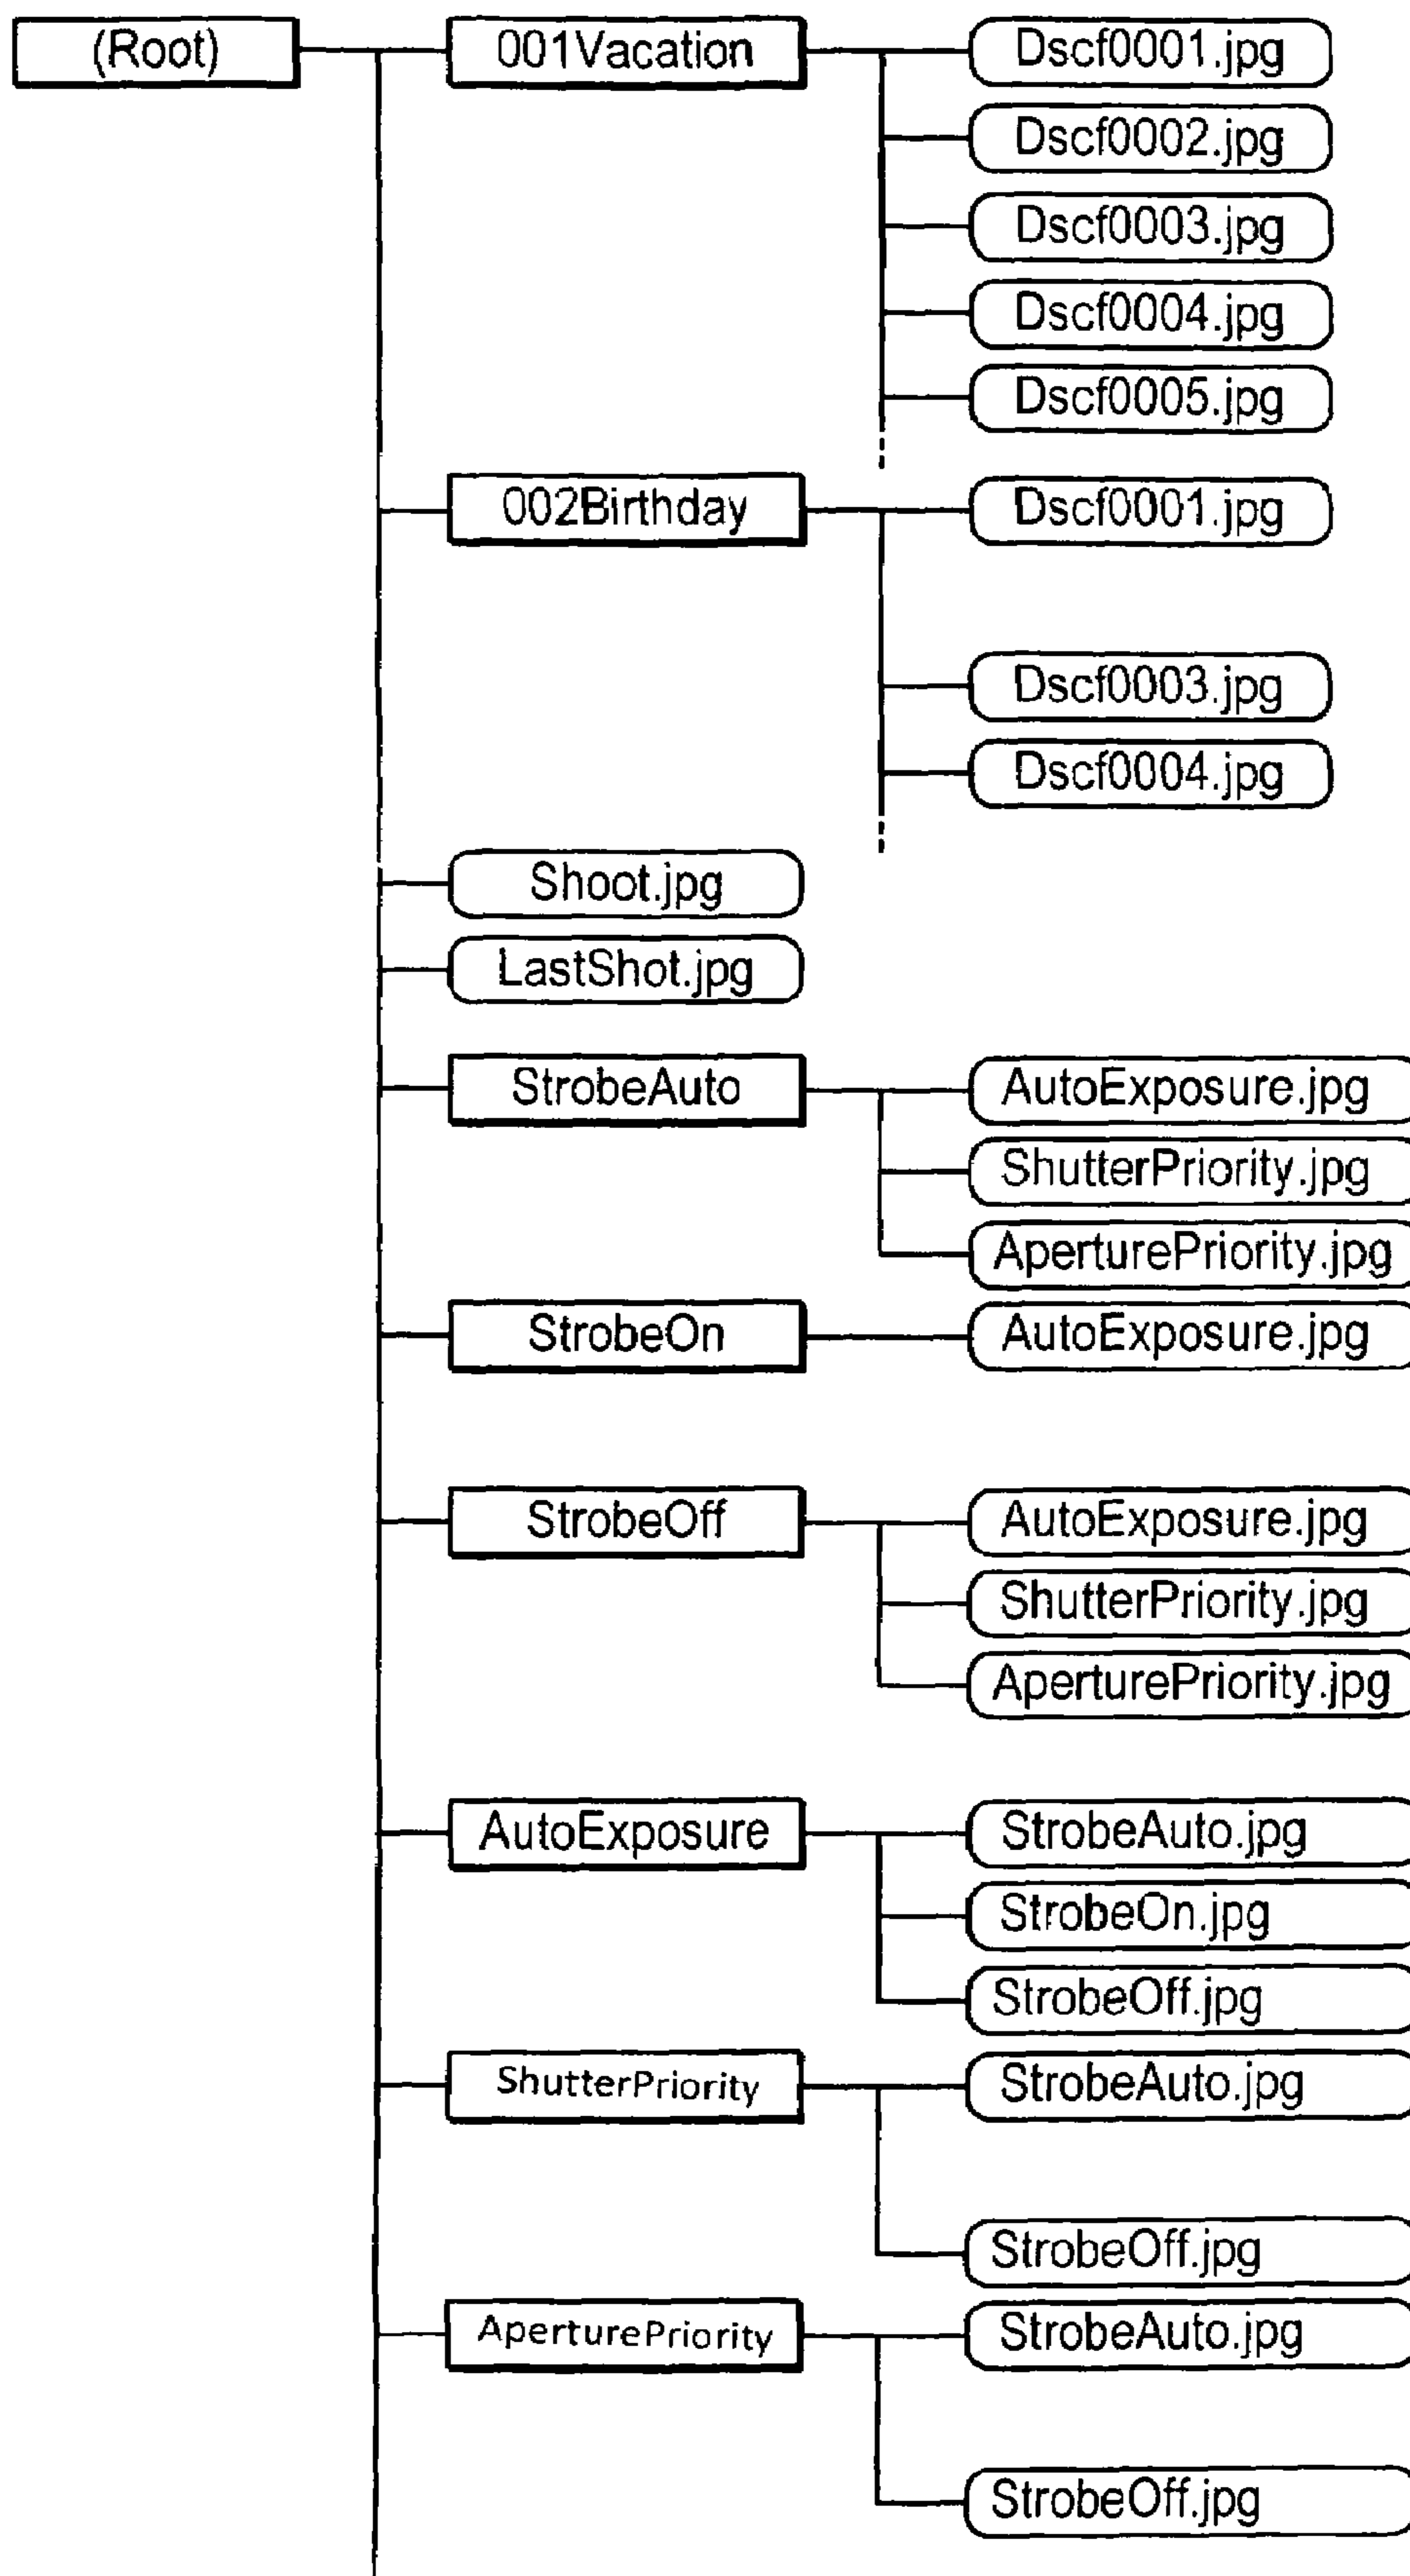 (Root)
001Vacation
Dscf0001.jpg
Dscf0002.jpg
Dscf0003.jpg
Dscf0004.jpg
Dscf0005.jpg
002Birthday
Dscf0001.jpg
Dscf0003.jpg
Dscf0004.jpg
Shoot.jpg
LastShot.jpg
StrobeAuto
AutoExposure.jpg
ShutterPriority.jpg
AperturePriority.jpg
StrobeOn
AutoExposure.jpg
StrobeOff
AutoExposure.jpg
ShutterPriority.jpg
AperturePriority.jpg
AutoExposure
StrobeAuto.jpg
StrobeOn.jpg
StrobeOff.jpg
ShutterPriority
StrobeAuto.jpg
StrobeOff.jpg
AperturePriority
StrobeAuto.jpg
StrobeOff.jpg